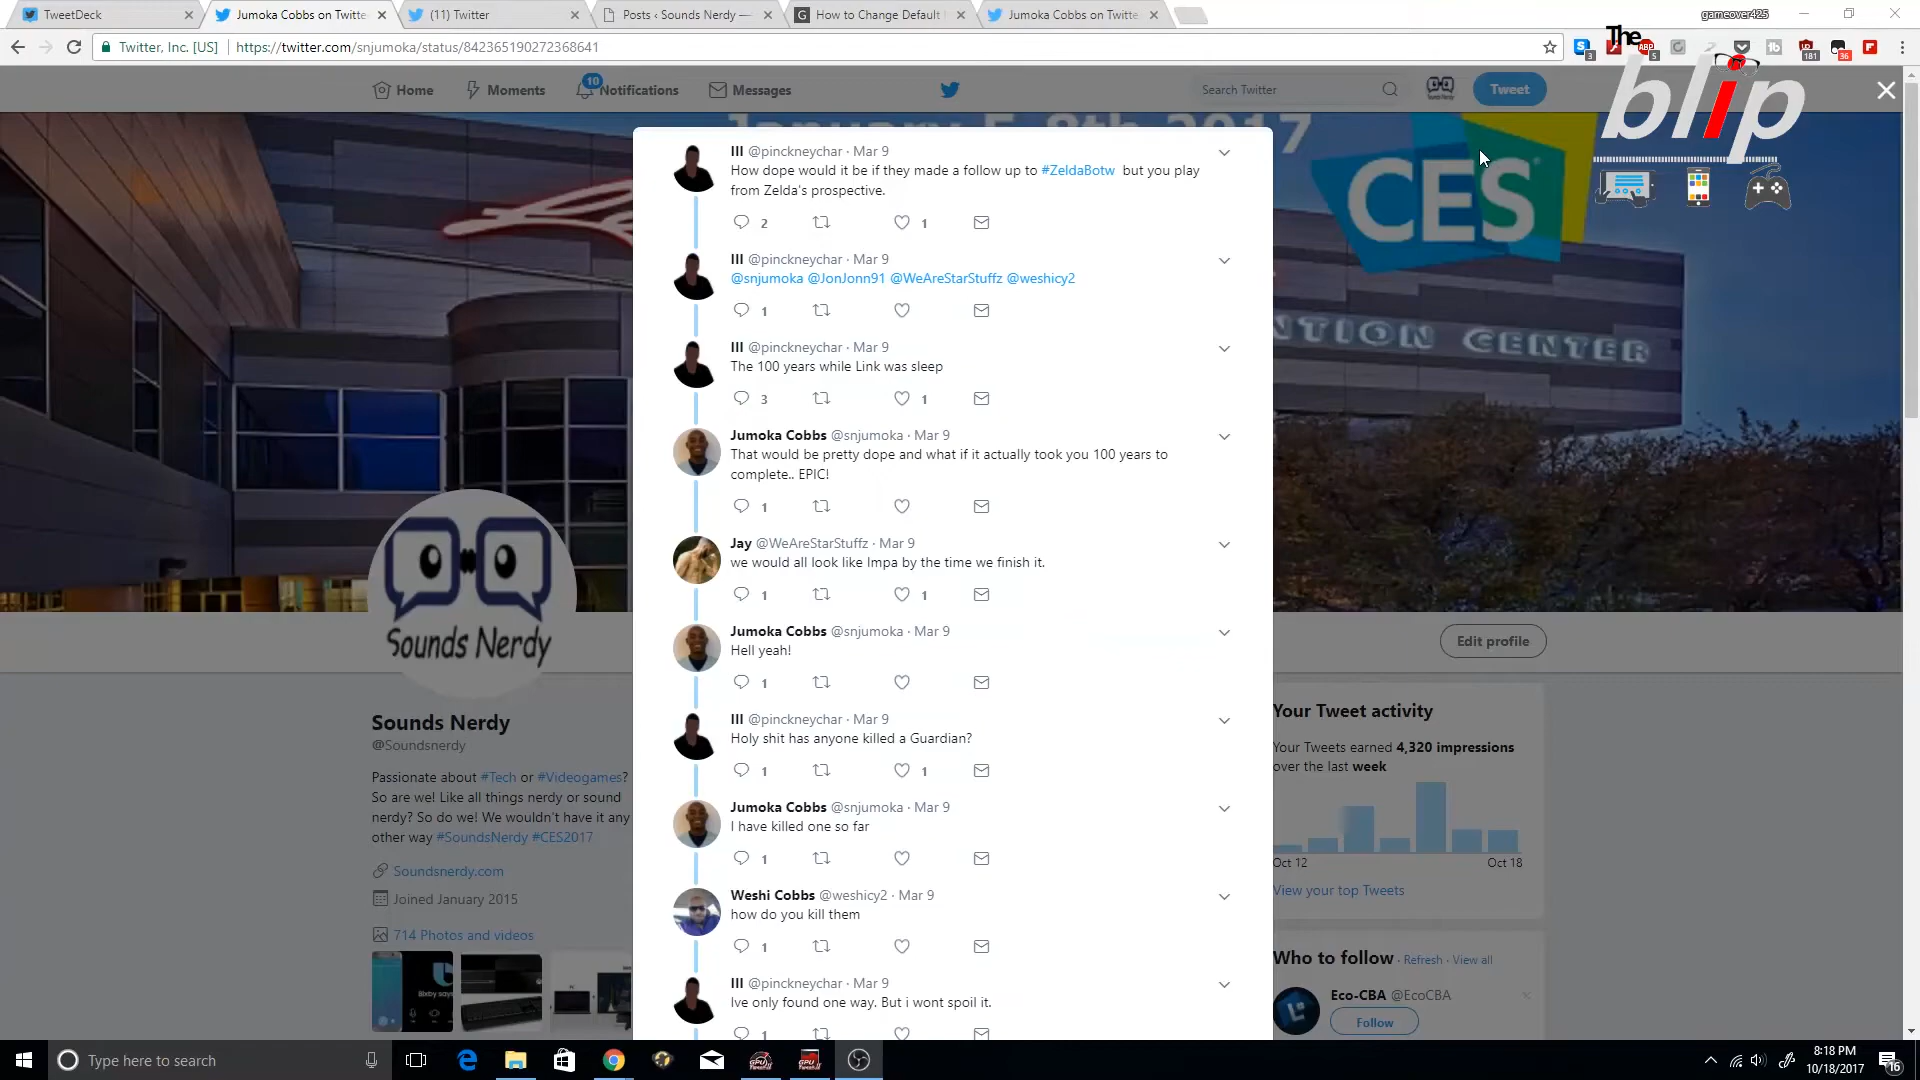 TweetDeck
Jumoka Cobbs on Twitte
(11) Twitter
Posts ‹ Sounds Nerdy —
How to Change Default
Jumoka Cobbs on Twitte
gameover425
Twitter, Inc. [US]
https://twitter.com/snjumoka/status/842365190272368641
3
5
181
36
The
blip
Home
Moments
10
Notifications
Messages
Search Twitter
Tweet
January 5-8th 2017
CES
NTION CENTER
III @pinckneychar · Mar 9
How dope would it be if they made a follow up to #ZeldaBotw but you play
from Zelda's prospective.
2
1
III @pinckneychar · Mar 9
@snjumoka @JonJonn91 @WeAreStarStuffz @weshicy2
1
III @pinckneychar · Mar 9
The 100 years while Link was sleep
3
1
Jumoka Cobbs @snjumoka · Mar 9
That would be pretty dope and what if it actually took you 100 years to
complete.. EPIC!
1
Jay @WeAreStarStuffz · Mar 9
we would all look like Impa by the time we finish it.
1
1
Jumoka Cobbs @snjumoka · Mar 9
Hell yeah!
1
III @pinckneychar · Mar 9
Holy shit has anyone killed a Guardian?
1
1
Jumoka Cobbs @snjumoka · Mar 9
I have killed one so far
1
Weshi Cobbs @weshicy2 · Mar 9
how do you kill them
1
III @pinckneychar · Mar 9
Ive only found one way. But i wont spoil it.
1
Sounds Nerdy
Sounds Nerdy
@Soundsnerdy
Passionate about #Tech or #Videogames?
So are we! Like all things nerdy or sound
nerdy? So do we! We wouldn't have it any
other way #SoundsNerdy #CES2017
Soundsnerdy.com
Joined January 2015
714 Photos and videos
Edit profile
Your Tweet activity
Your Tweets earned 4,320 impressions
over the last week
Oct 12
Oct 18
View your top Tweets
Who to follow · Refresh · View all
Eco-CBA @EcoCBA
Follow
Type here to search
8:18 PM
10/18/2017
16